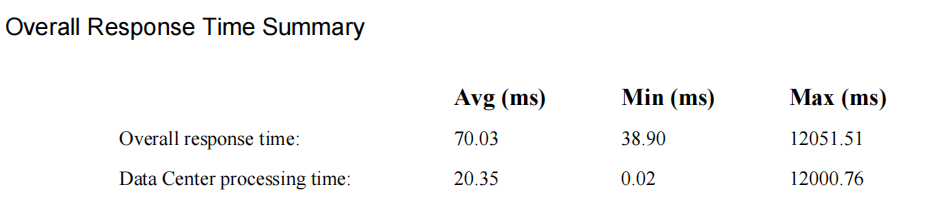 Overall Response Time Summary
Avg (ms) Min (ms) Max (ms)
Overall response time: 70.03 38.90 12051.51
Data Center processing time: 20.35 0.02 12000.76